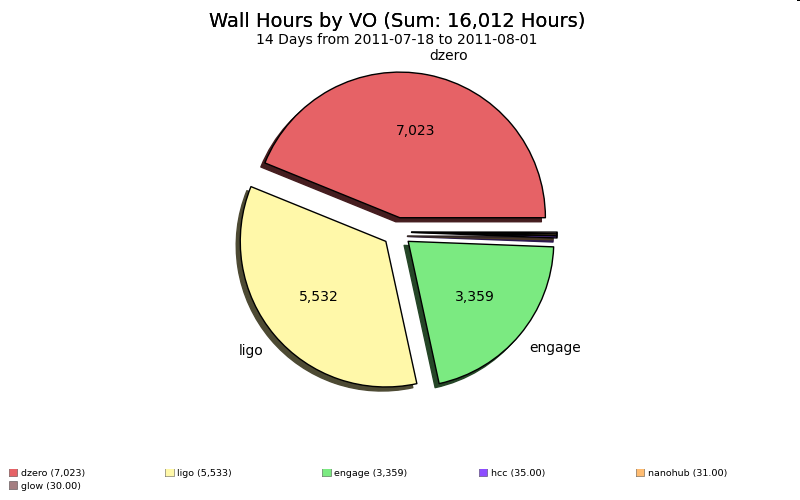 Wall Hours by VO (Sum: 16,012 Hours)
14 Days from 2011-07-18 to 2011-08-01
dzero
7,023
5,532
3,359
ligo
engage
dzero (7,023)
ligo (5,533)
engage (3,359)
hcc (35.00)
nanohub (31.00)
glow (30.00)